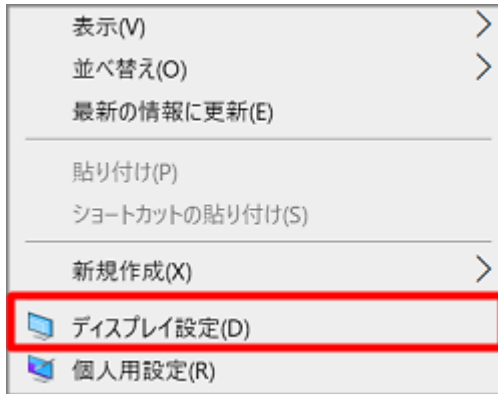 表示(V)
並べ替え(O)
最新の情報に更新(E)
貼り付け(P)
ショートカットの貼り付け(S)
新規作成(X)
ディスプレイ設定(D)
個人用設定(R)